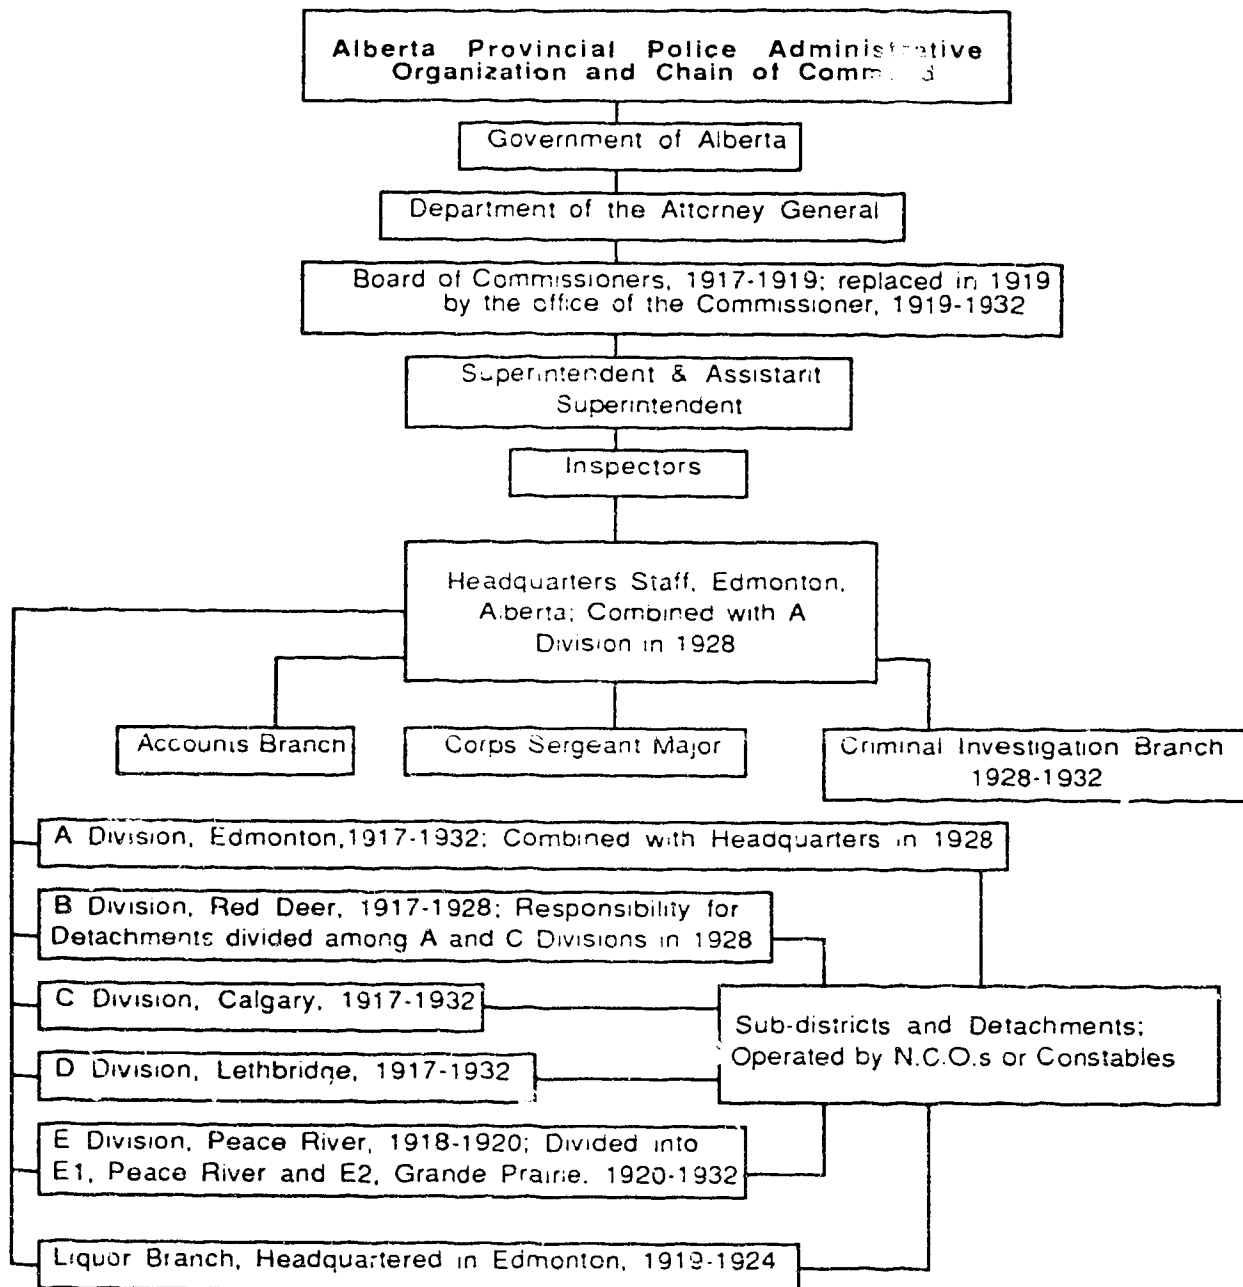 Alberta Provincial Police Administrative
Organization and Chain of Command
Government of Alberta
Department of the Attorney General
Board of Commissioners, 1917-1919; replaced in 1919
by the office of the Commissioner, 1919-1932
Superintendent & Assistant
Superintendent
Inspectors
Headquarters Staff, Edmonton,
Alberta; Combined with A
Division in 1928
Accounts Branch
Corps Sergeant Major
Criminal Investigation Branch
1928-1932
A Division, Edmonton,1917-1932; Combined with Headquarters in 1928
B Division, Red Deer, 1917-1928; Responsibility for
Detachments divided among A and C Divisions in 1928
C Division, Calgary, 1917-1932
Sub-districts and Detachments;
Operated by N.C.O.s or Constables
D Division, Lethbridge, 1917-1932
E Division, Peace River, 1918-1920; Divided into
E1, Peace River and E2, Grande Prairie, 1920-1932
Liquor Branch, Headquartered in Edmonton, 1919-1924